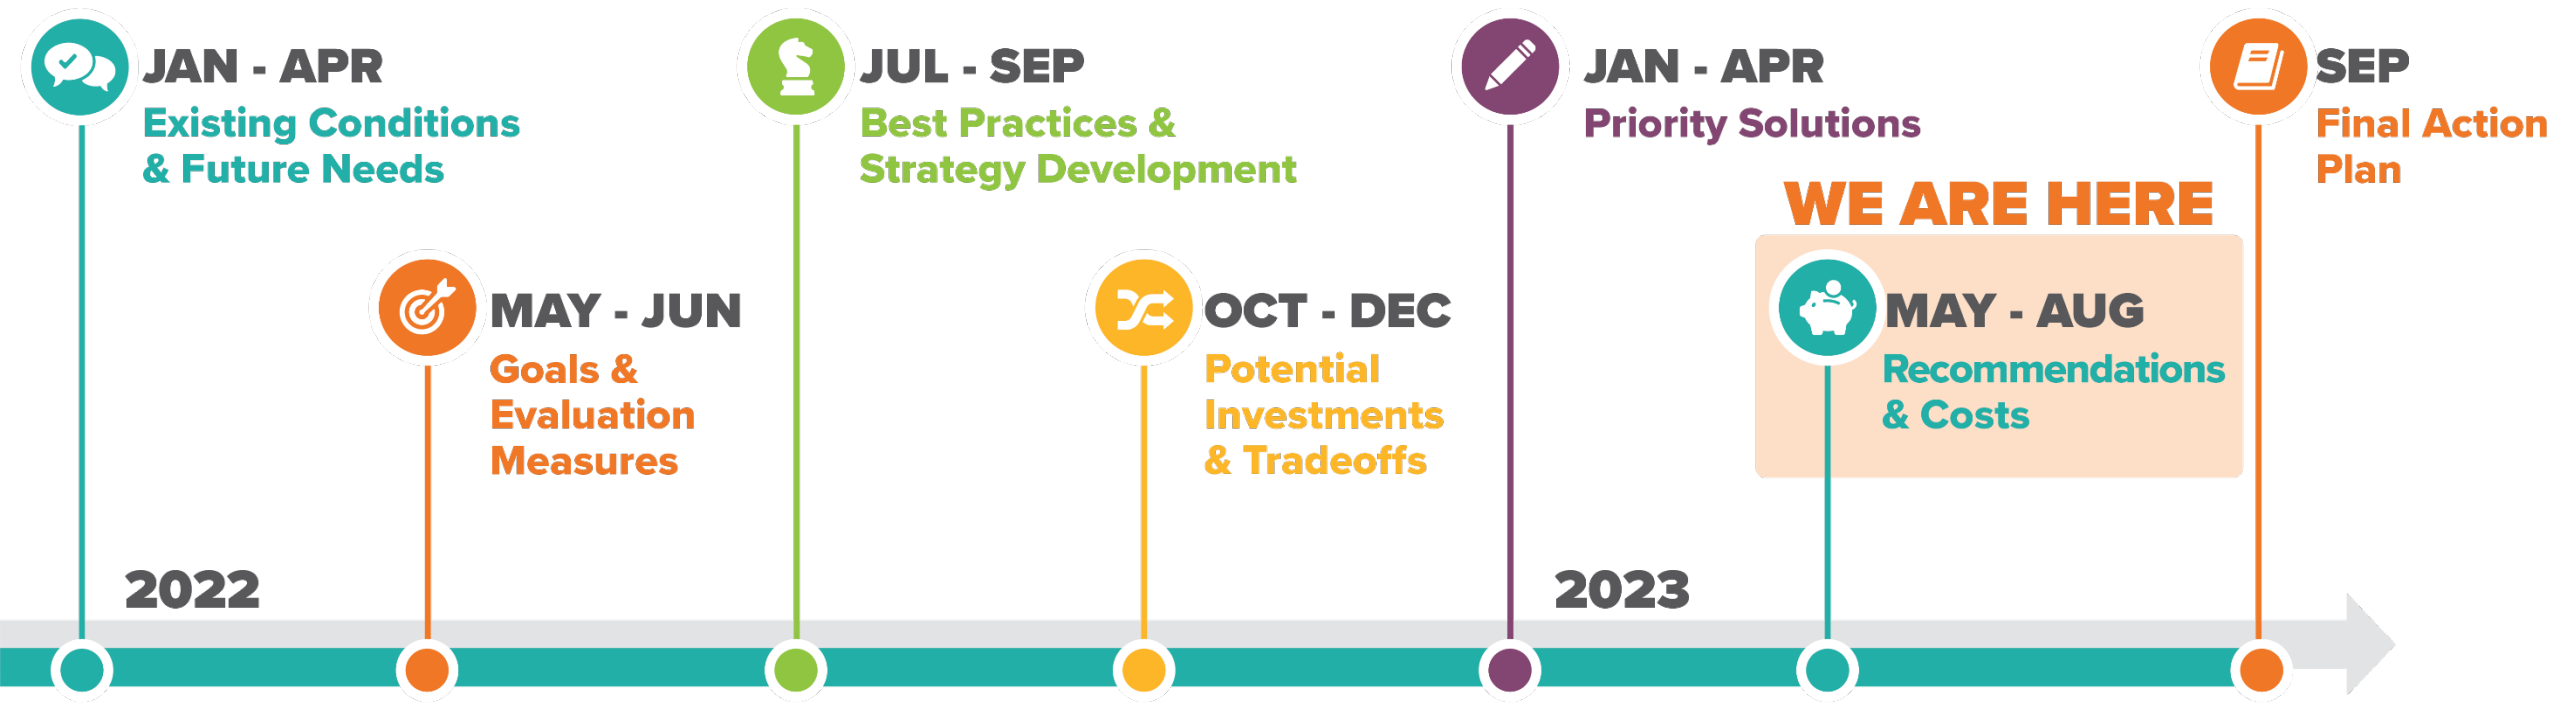 JAN - APR
Existing Conditions
& Future Needs
MAY - JUN
Goals &
Evaluation
Measures
JUL - SEP
Best Practices &
Strategy Development
OCT - DEC
Potential
Investments
& Tradeoffs
JAN - APR
Priority Solutions
WE ARE HERE
MAY - AUG
Recommendations
& Costs
SEP
Final Action
Plan
2022
2023